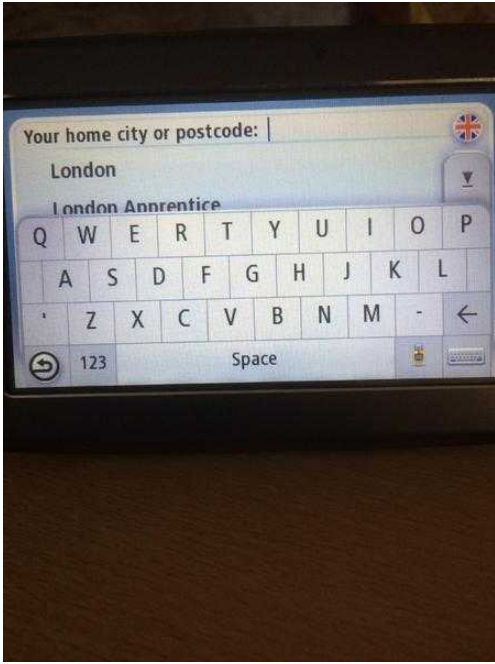 Your home city or postcode:
London
London Apprentice
Q W E R T Y U I O P
A S D F G H J K L
' Z X C V B N M -
123 Space